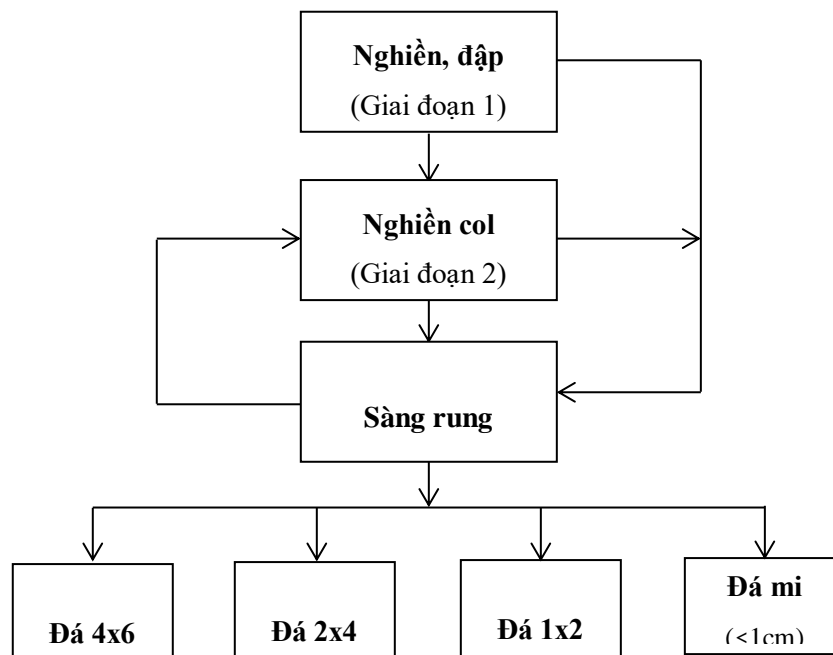 Nghiền, đập
(Giai đoạn 1)
Nghiền col
(Giai đoạn 2)
Sàng rung
Đá 4x6
Đá 2x4
Đá 1x2
Đá mi
(<1cm)